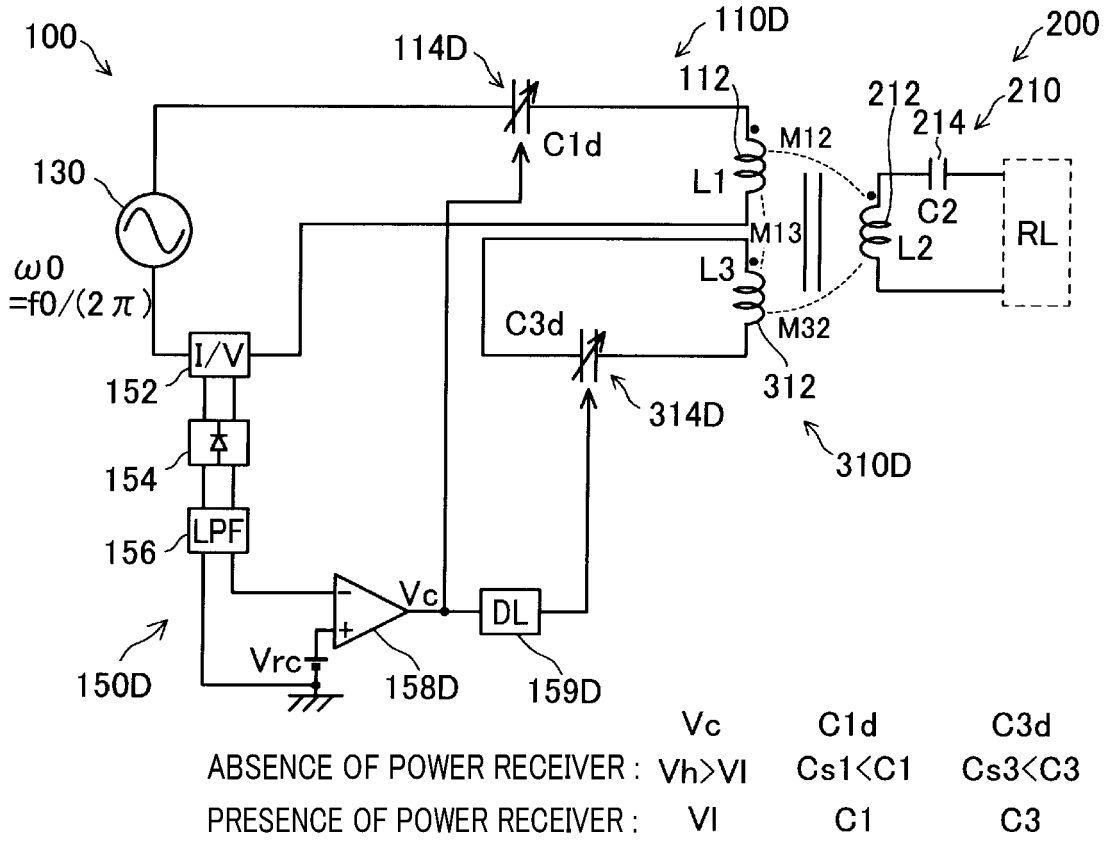 100
110D
200
114D
112
212
210
214
M12
C1d
130
L1
C2
RL
M13
L2
L3
ω0
=f0/(2π)
C3d
M32
I/V
152
312
314D
154
310D
LPF
156
Vc
−
DL
+
Vrc
150D
158D
159D
Vc C1d C3d
ABSENCE OF POWER RECEIVER : Vh>Vl Cs1<C1 Cs3<C3
PRESENCE OF POWER RECEIVER : Vl C1 C3